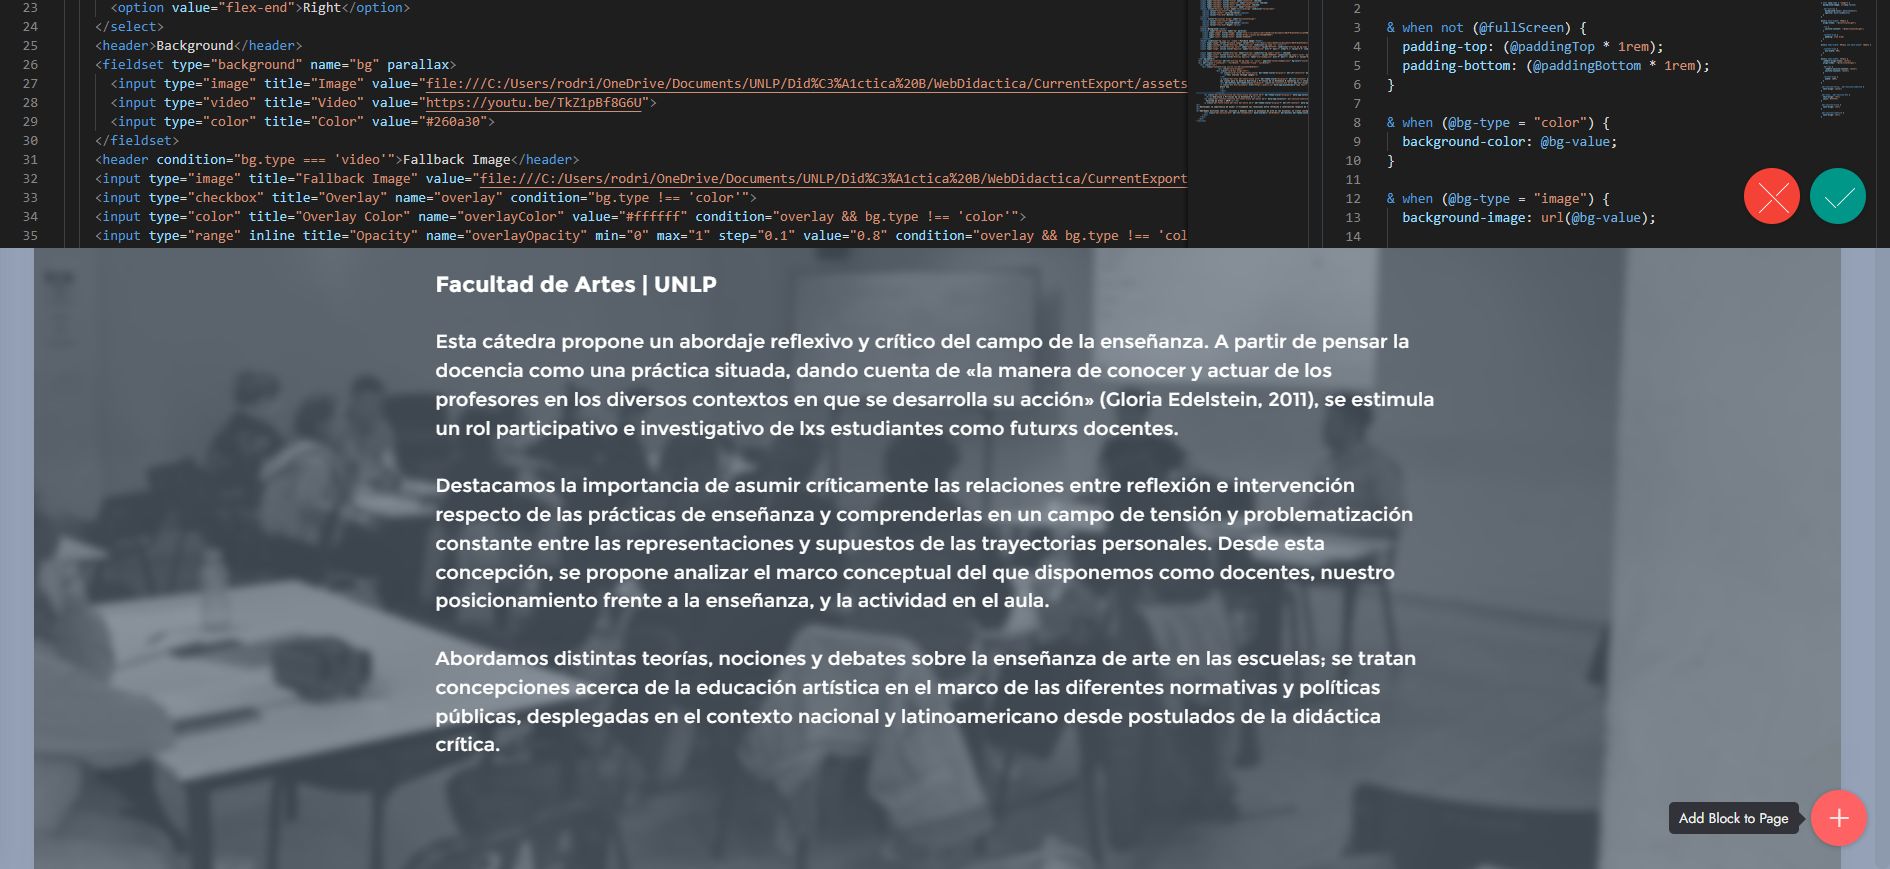 23 <option value="flex-end">Right</option>
24 </select>
25 <header>Background</header>
26 <fieldset type="background" name="bg" parallax>
27 <input type="image" title="Image" value="file:///C:/Users/rodri/OneDrive/Documents/UNLP/Did%C3%A1ctica%20B/WebDidactica/CurrentExport/assets
28 <input type="video" title="Video" value="https://youtu.be/TkZ1pBf8G6U">
29 <input type="color" title="Color" value="#260a30">
30 </fieldset>
31 <header condition="bg.type === 'video'">Fallback Image</header>
32 <input type="image" title="Fallback Image" value="file:///C:/Users/rodri/OneDrive/Documents/UNLP/Did%C3%A1ctica%20B/WebDidactica/CurrentExport
33 <input type="checkbox" title="Overlay" name="overlay" condition="bg.type !== 'color'">
34 <input type="color" title="Overlay Color" name="overlayColor" value="#ffffff" condition="overlay && bg.type !== 'color'">
35 <input type="range" inline title="Opacity" name="overlayOpacity" min="0" max="1" step="0.1" value="0.8" condition="overlay && bg.type !== 'col
2
3 & when not (@fullScreen) {
4 padding-top: (@paddingTop * 1rem);
5 padding-bottom: (@paddingBottom * 1rem);
6 }
7
8 & when (@bg-type = "color") {
9 background-color: @bg-value;
10 }
11
12 & when (@bg-type = "image") {
13 background-image: url(@bg-value);
14
Facultad de Artes | UNLP
Esta cátedra propone un abordaje reflexivo y crítico del campo de la enseñanza. A partir de pensar la
docencia como una práctica situada, dando cuenta de «la manera de conocer y actuar de los
profesores en los diversos contextos en que se desarrolla su acción» (Gloria Edelstein, 2011), se estimula
un rol participativo e investigativo de lxs estudiantes como futurxs docentes.
Destacamos la importancia de asumir críticamente las relaciones entre reflexión e intervención
respecto de las prácticas de enseñanza y comprenderlas en un campo de tensión y problematización
constante entre las representaciones y supuestos de las trayectorias personales. Desde esta
concepción, se propone analizar el marco conceptual del que disponemos como docentes, nuestro
posicionamiento frente a la enseñanza, y la actividad en el aula.
Abordamos distintas teorías, nociones y debates sobre la enseñanza de arte en las escuelas; se tratan
concepciones acerca de la educación artística en el marco de las diferentes normativas y políticas
públicas, desplegadas en el contexto nacional y latinoamericano desde postulados de la didáctica
crítica.
Add Block to Page